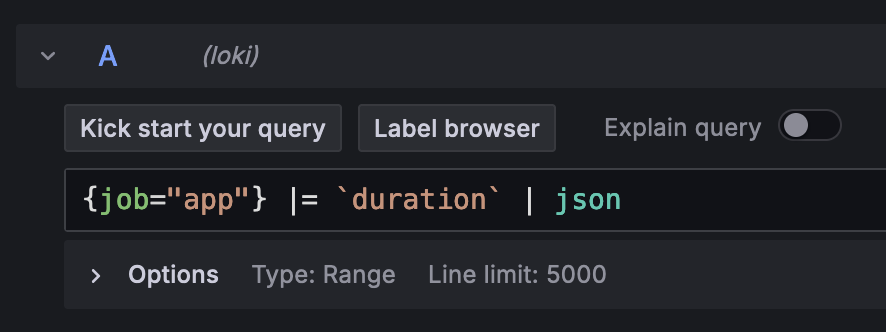 A (loki)
Kick start your query Label browser Explain query
{job="app"} |= `duration` | json
Options Type: Range Line limit: 5000